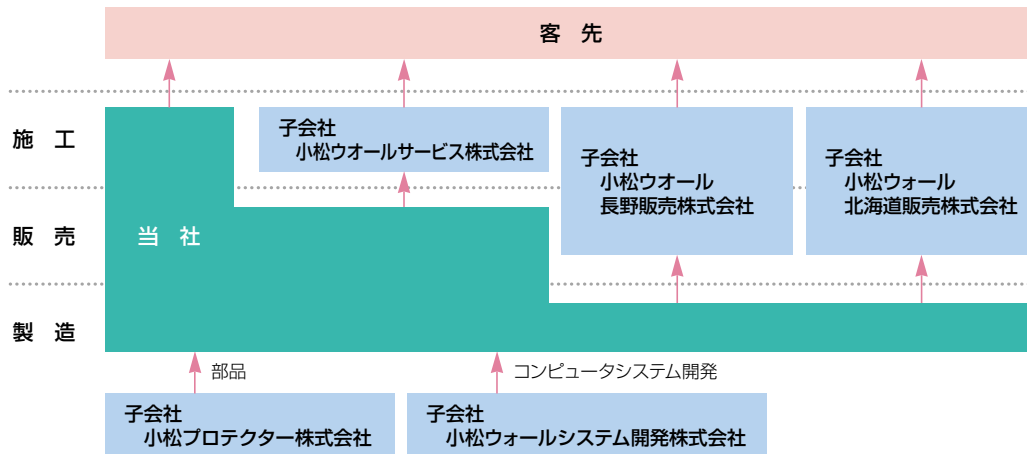 客 先
施 工
子会社
小松ウオールサービス株式会社
子会社
小松ウオール
長野販売株式会社
子会社
小松ウォール
北海道販売株式会社
販 売
当 社
製 造
部品
コンピュータシステム開発
子会社
小松プロテクター株式会社
子会社
小松ウォールシステム開発株式会社